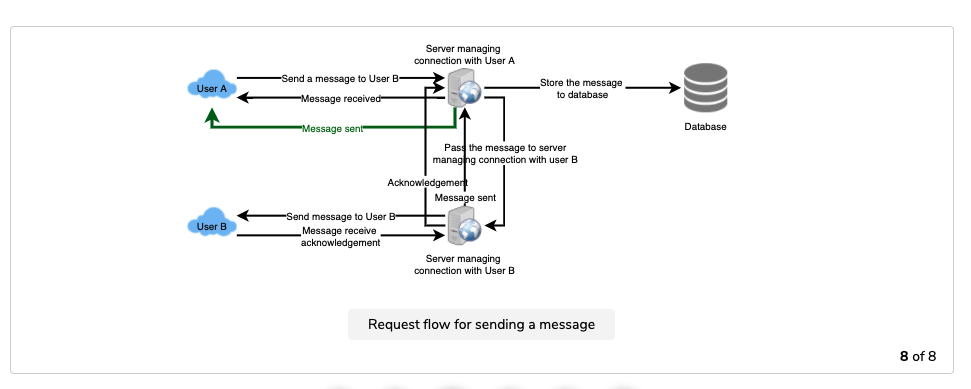 Server managing
connection with User A
User A
Send a message to User B
Message received
Store the message
to database
Database
Message sent
Pass the message to server
managing connection with user B
Acknowledgement
Message sent
User B
Send message to User B
Message receive
acknowledgement
Server managing
connection with User B
Request flow for sending a message
8 of 8